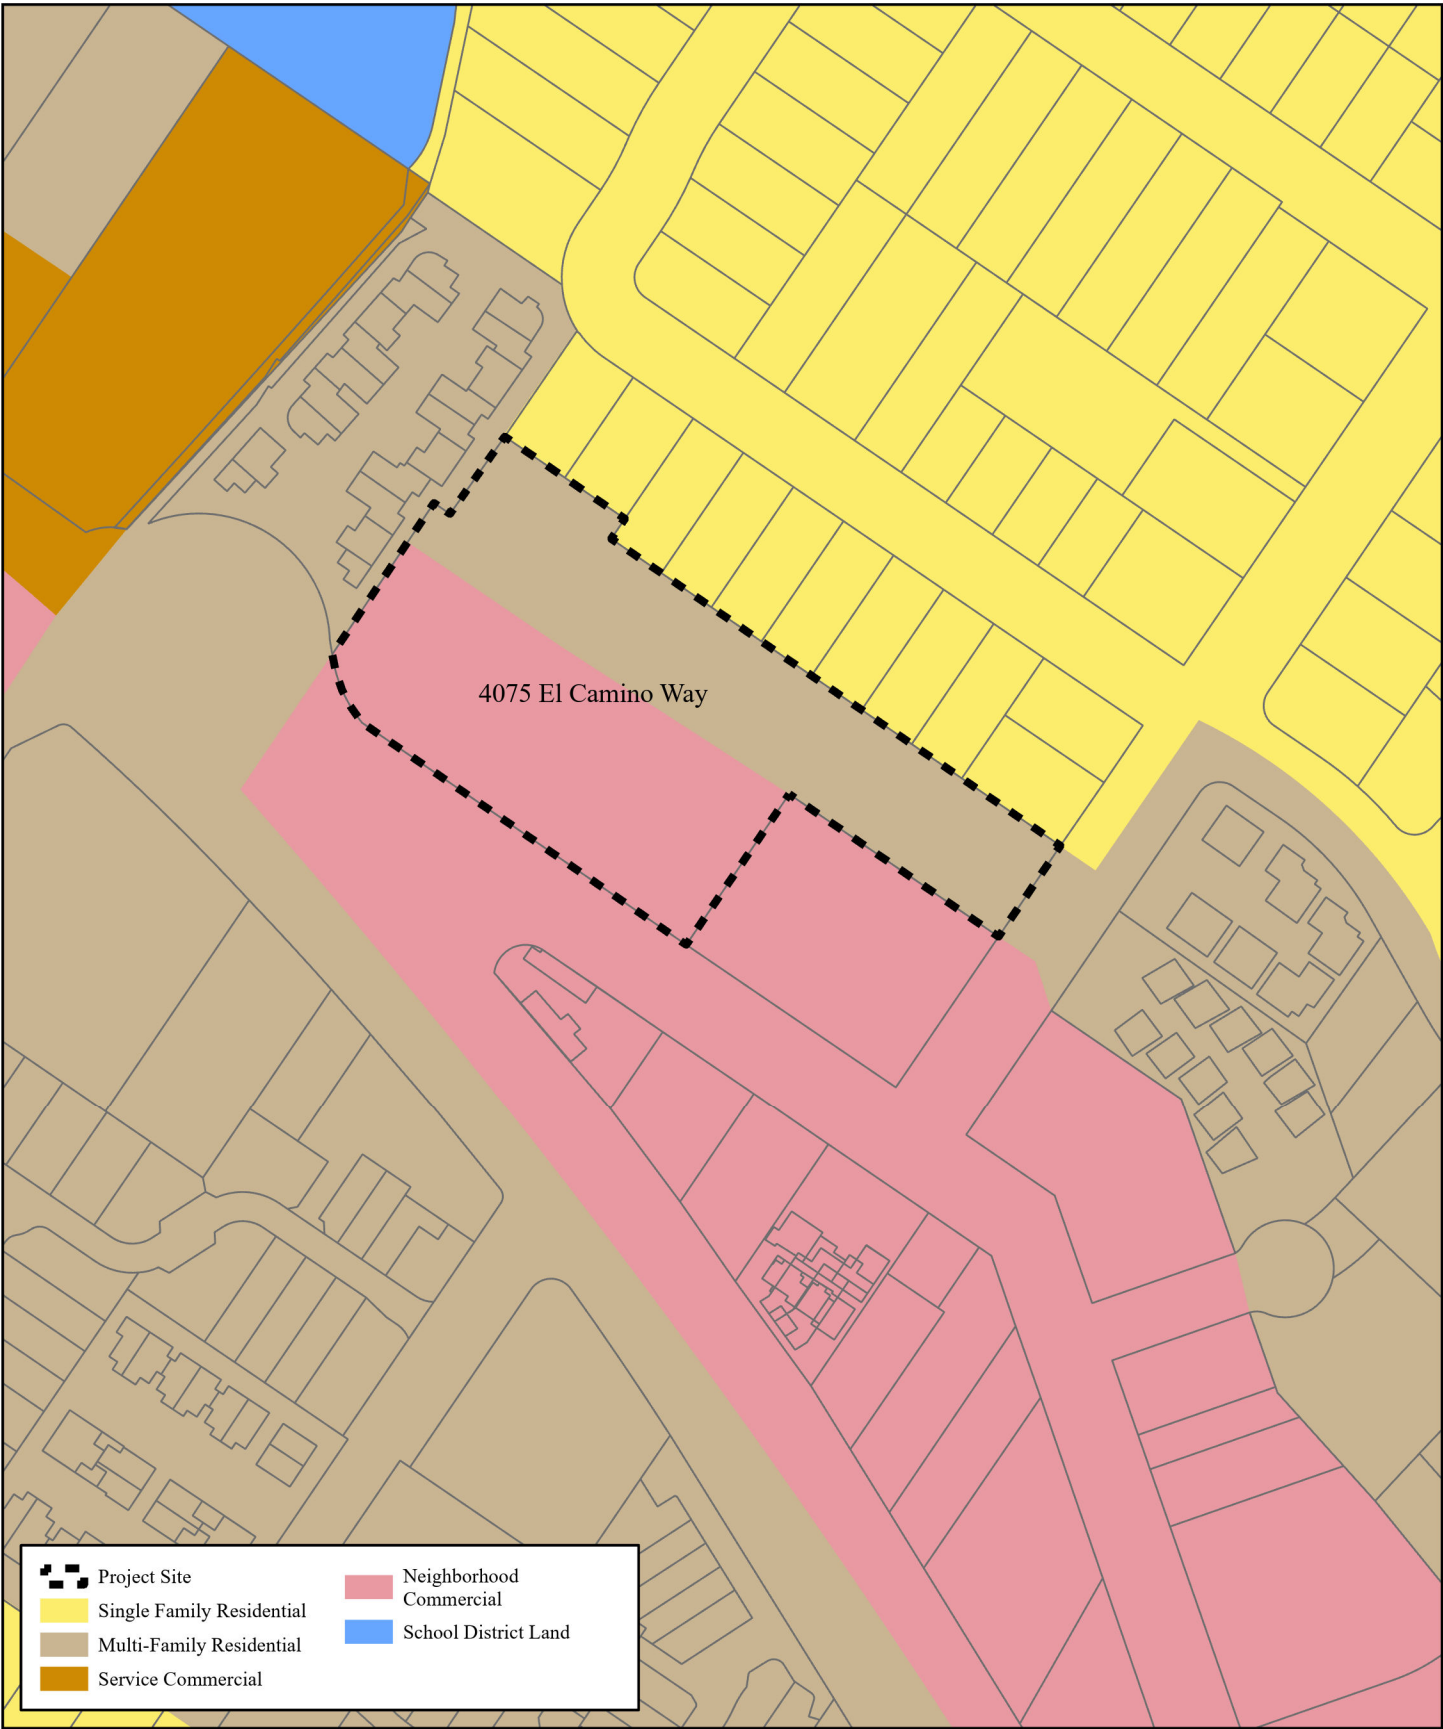 4075 El Camino Way
Project Site
Single Family Residential
Multi-Family Residential
Service Commercial
Neighborhood
Commercial
School District Land